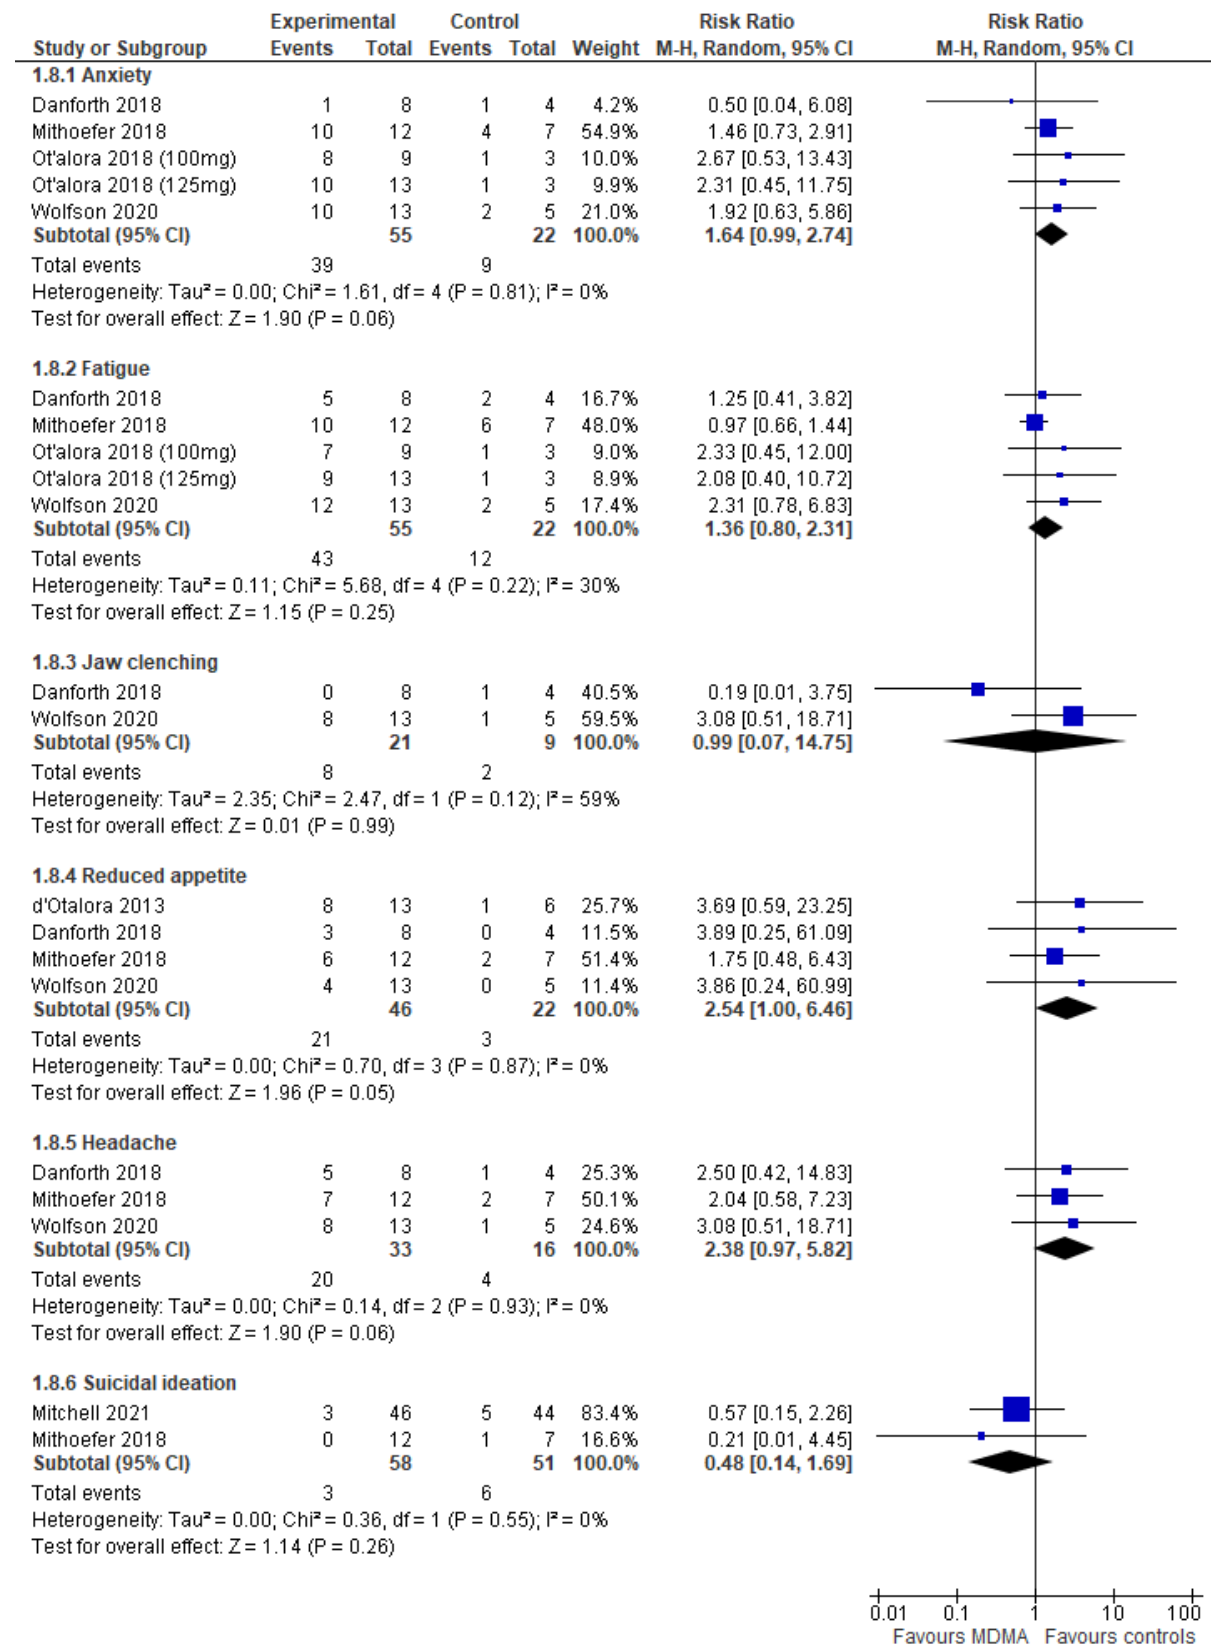 Experimental Control Risk Ratio Risk Ratio
Study or Subgroup Events Total Events Total Weight M-H, Random, 95% CI M-H, Random, 95% CI
1.8.1 Anxiety
Danforth 2018 1 8 1 4 4.2% 0.50 [0.04, 6.08]
Mithoefer 2018 10 12 4 7 54.9% 1.46 [0.73, 2.91]
Ot'alora 2018 (100mg) 8 9 1 3 10.0% 2.67 [0.53, 13.43]
Ot'alora 2018 (125mg) 10 13 1 3 9.9% 2.31 [0.45, 11.75]
Wolfson 2020 10 13 2 5 21.0% 1.92 [0.63, 5.86]
Subtotal (95% CI) 55 22 100.0% 1.64 [0.99, 2.74]
Total events 39 9
Heterogeneity: Tau² = 0.00; Chi² = 1.61, df = 4 (P = 0.81); I² = 0%
Test for overall effect: Z = 1.90 (P = 0.06)
1.8.2 Fatigue
Danforth 2018 5 8 2 4 16.7% 1.25 [0.41, 3.82]
Mithoefer 2018 10 12 6 7 48.0% 0.97 [0.66, 1.44]
Ot'alora 2018 (100mg) 7 9 1 3 9.0% 2.33 [0.45, 12.00]
Ot'alora 2018 (125mg) 9 13 1 3 8.9% 2.08 [0.40, 10.72]
Wolfson 2020 12 13 2 5 17.4% 2.31 [0.78, 6.83]
Subtotal (95% CI) 55 22 100.0% 1.36 [0.80, 2.31]
Total events 43 12
Heterogeneity: Tau² = 0.11; Chi² = 5.68, df = 4 (P = 0.22); I² = 30%
Test for overall effect: Z = 1.15 (P = 0.25)
1.8.3 Jaw clenching
Danforth 2018 0 8 1 4 40.5% 0.19 [0.01, 3.75]
Wolfson 2020 8 13 1 5 59.5% 3.08 [0.51, 18.71]
Subtotal (95% CI) 21 9 100.0% 0.99 [0.07, 14.75]
Total events 8 2
Heterogeneity: Tau² = 2.35; Chi² = 2.47, df = 1 (P = 0.12); I² = 59%
Test for overall effect: Z = 0.01 (P = 0.99)
1.8.4 Reduced appetite
d'Otalora 2013 8 13 1 6 25.7% 3.69 [0.59, 23.25]
Danforth 2018 3 8 0 4 11.5% 3.89 [0.25, 61.09]
Mithoefer 2018 6 12 2 7 51.4% 1.75 [0.48, 6.43]
Wolfson 2020 4 13 0 5 11.4% 3.86 [0.24, 60.99]
Subtotal (95% CI) 46 22 100.0% 2.54 [1.00, 6.46]
Total events 21 3
Heterogeneity: Tau² = 0.00; Chi² = 0.70, df = 3 (P = 0.87); I² = 0%
Test for overall effect: Z = 1.96 (P = 0.05)
1.8.5 Headache
Danforth 2018 5 8 1 4 25.3% 2.50 [0.42, 14.83]
Mithoefer 2018 7 12 2 7 50.1% 2.04 [0.58, 7.23]
Wolfson 2020 8 13 1 5 24.6% 3.08 [0.51, 18.71]
Subtotal (95% CI) 33 16 100.0% 2.38 [0.97, 5.82]
Total events 20 4
Heterogeneity: Tau² = 0.00; Chi² = 0.14, df = 2 (P = 0.93); I² = 0%
Test for overall effect: Z = 1.90 (P = 0.06)
1.8.6 Suicidal ideation
Mitchell 2021 3 46 5 44 83.4% 0.57 [0.15, 2.26]
Mithoefer 2018 0 12 1 7 16.6% 0.21 [0.01, 4.45]
Subtotal (95% CI) 58 51 100.0% 0.48 [0.14, 1.69]
Total events 3 6
Heterogeneity: Tau² = 0.00; Chi² = 0.36, df = 1 (P = 0.55); I² = 0%
Test for overall effect: Z = 1.14 (P = 0.26)
0.01 0.1 1 10 100
Favours MDMA Favours controls